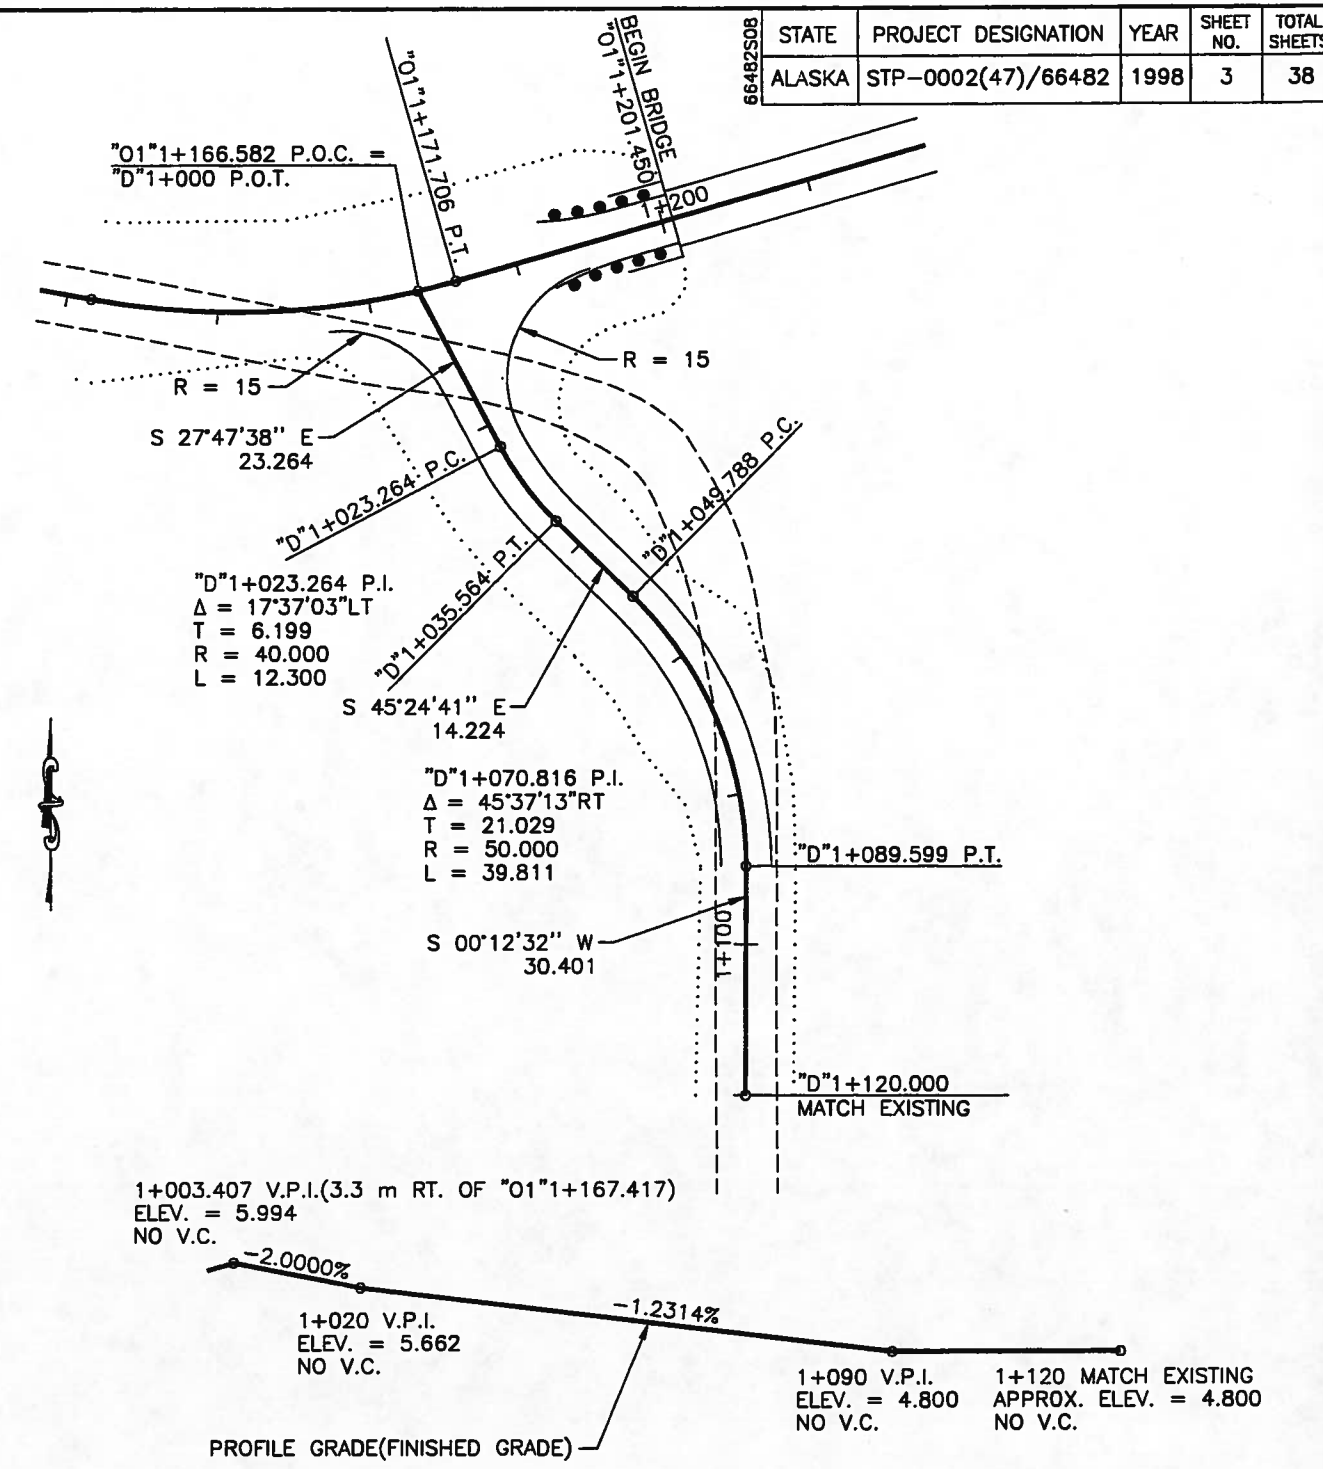 66482S08
STATE PROJECT DESIGNATION YEAR SHEET NO. TOTAL SHEETS
ALASKA STP-0002(47)/66482 1998 3 38
BEGIN BRIDGE
"O1"1+201.450
"O1"1+171.706 P.T.
"O1"1+166.582 P.O.C. =
"D"1+000 P.O.T.
1+200
R = 15
R = 15
S 27°47'38" E
23.264
"D"1+023.264 P.C.
"D"1+049.788 P.C.
"D"1+035.564 P.T.
"D"1+023.264 P.I.
Δ = 17°37'03"LT
T = 6.199
R = 40.000
L = 12.300
S 45°24'41" E
14.224
"D"1+070.816 P.I.
Δ = 45°37'13"RT
T = 21.029
R = 50.000
L = 39.811
"D"1+089.599 P.T.
S 00°12'32" W
30.401
1+100
"D"1+120.000
MATCH EXISTING
1+003.407 V.P.I.(3.3 m RT. OF "O1"1+167.417)
ELEV. = 5.994
NO V.C.
-2.0000%
1+020 V.P.I.
ELEV. = 5.662
NO V.C.
-1.2314%
1+090 V.P.I.
ELEV. = 4.800
NO V.C.
1+120 MATCH EXISTING
APPROX. ELEV. = 4.800
NO V.C.
PROFILE GRADE(FINISHED GRADE)